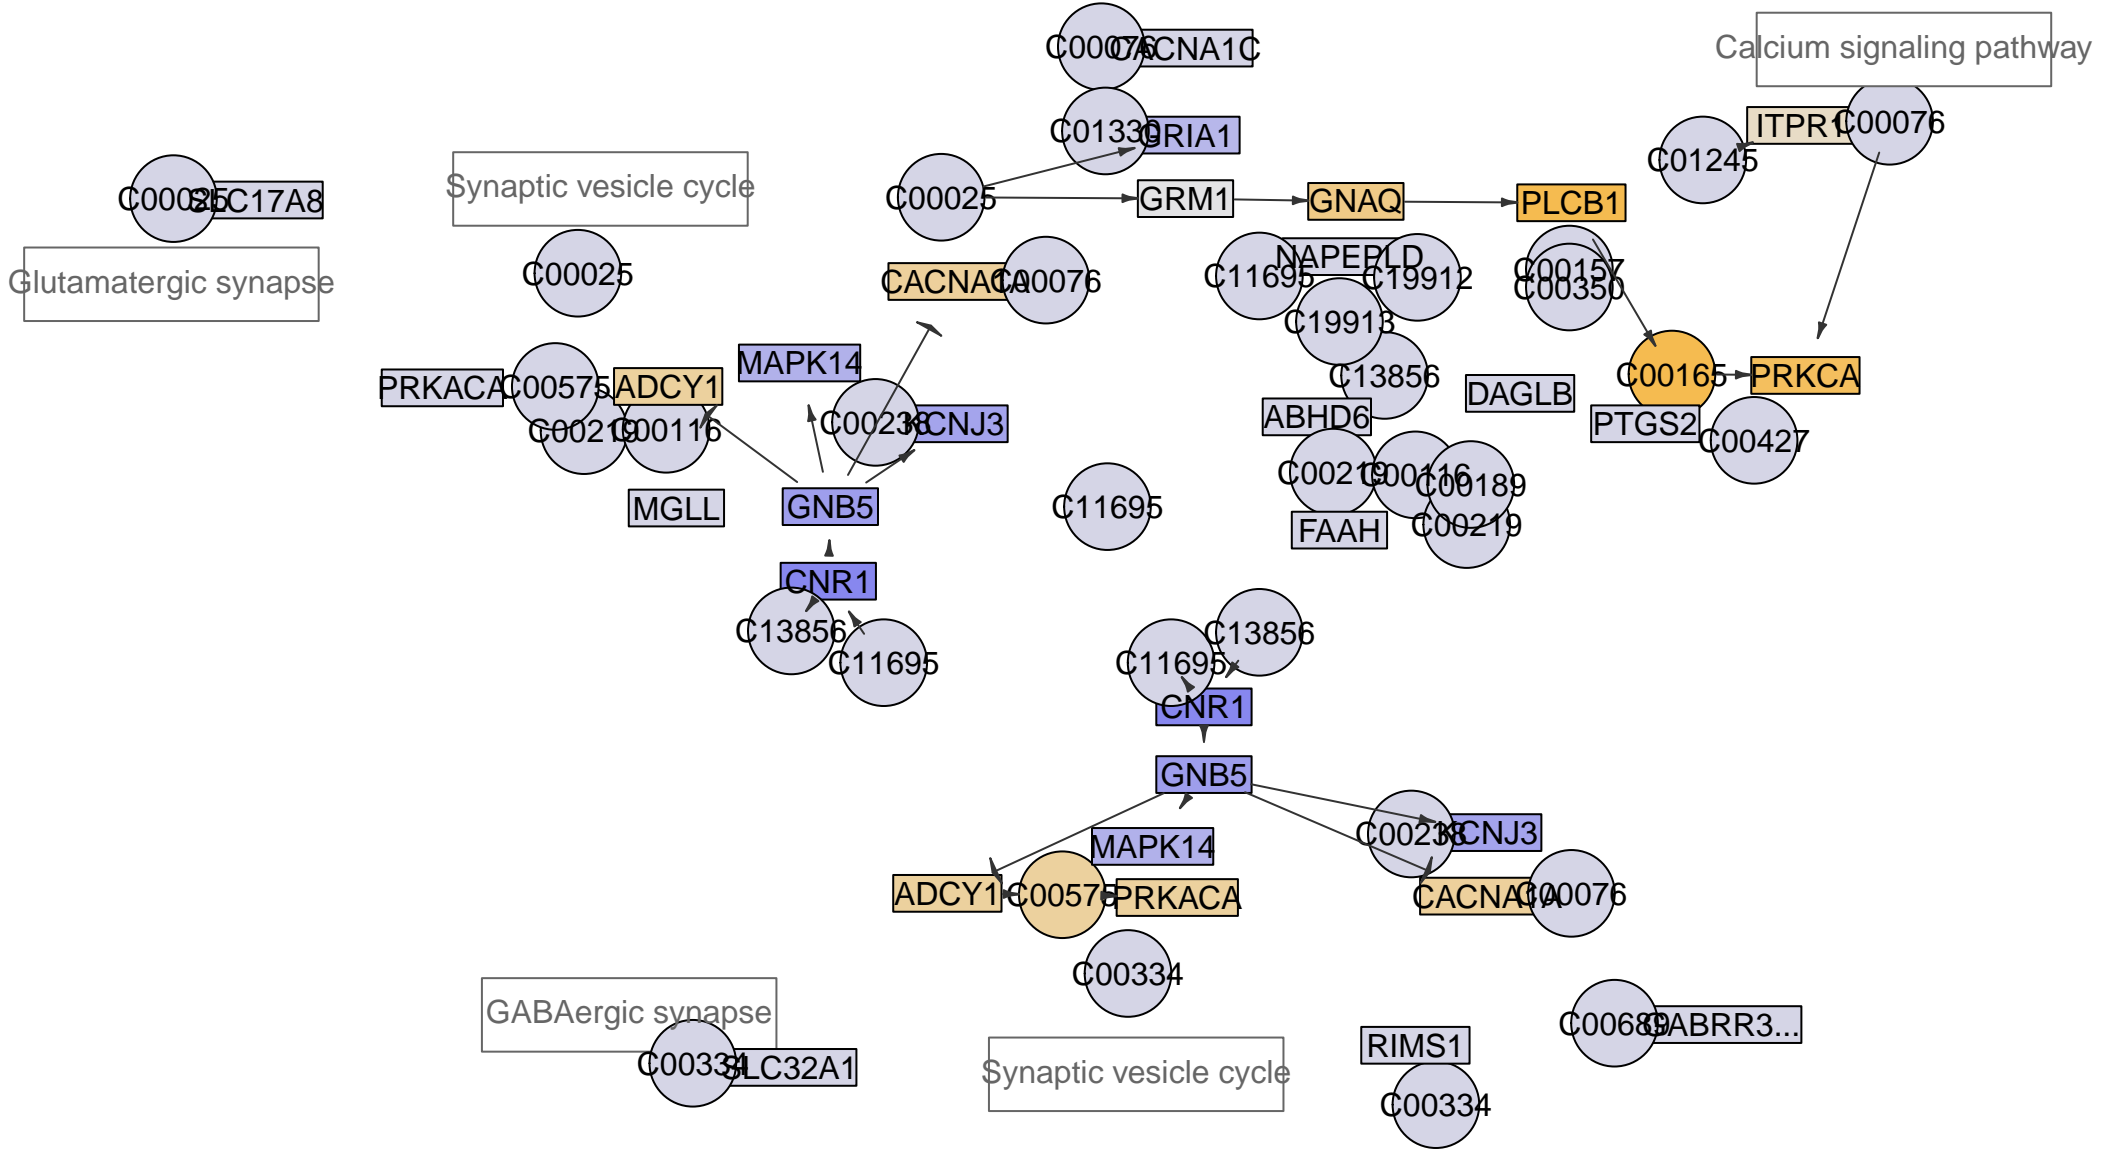 C00076
CACNA1C
Calcium signaling pathway
C01330
GRIA1
ITPR1
C00076
C01245
Synaptic vesicle cycle
C00025
SLC17A8
C00025
GRM1
GNAQ
PLCB1
Glutamatergic synapse
C00025
CACNA1A
C00076
C11695
NAPEPLD
C19912
C00157
C00350
C19913
MAPK14
C13856
C00165
PRKCA
PRKACA
C00575
ADCY1
DAGLB
C00219
C00116
C00238
KCNJ3
ABHD6
PTGS2
C00427
C00219
C00116
C00189
MGLL
GNB5
C11695
FAAH
C00219
CNR1
C13856
C11695
C11695
C13856
CNR1
GNB5
C00238
KCNJ3
MAPK14
ADCY1
C00575
PRKACA
CACNA1A
C00076
C00334
GABAergic synapse
C00689
GABRR3...
C00334
SLC32A1
Synaptic vesicle cycle
RIMS1
C00334